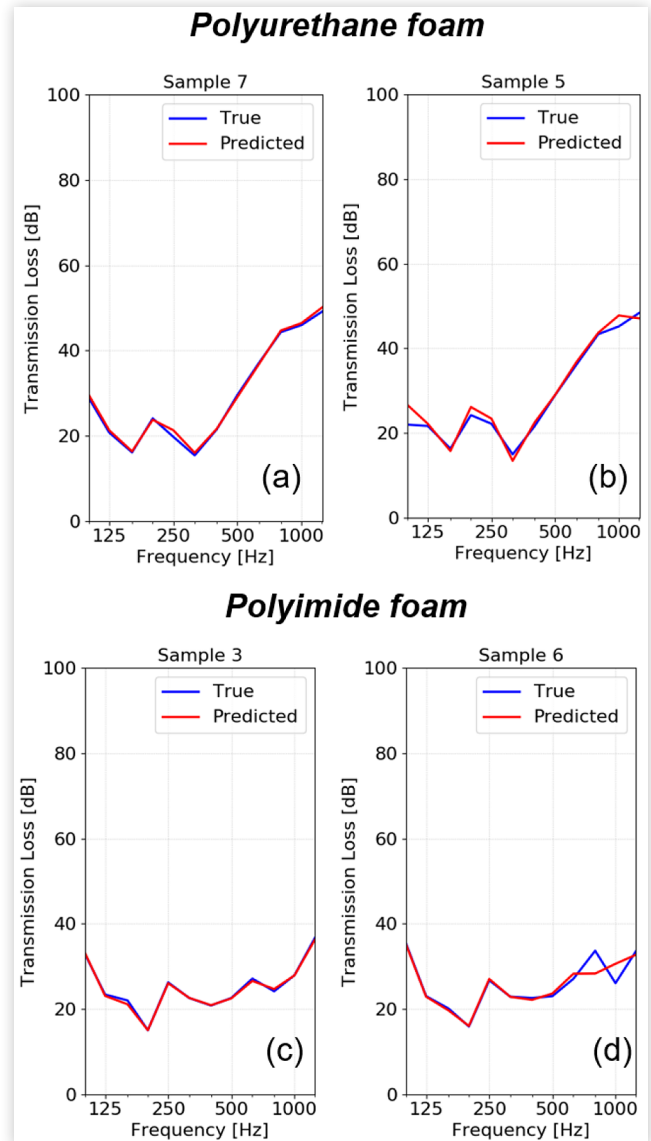 Polyurethane foam
Sample 7
100
80
60
40
20
0
Transmission Loss [dB]
True
Predicted
(a)
125 250 500 1000
Frequency [Hz]
Sample 5
100
80
60
40
20
0
Transmission Loss [dB]
True
Predicted
(b)
125 250 500 1000
Frequency [Hz]
Polyimide foam
Sample 3
100
80
60
40
20
0
Transmission Loss [dB]
True
Predicted
(c)
125 250 500 1000
Frequency [Hz]
Sample 6
100
80
60
40
20
0
Transmission Loss [dB]
True
Predicted
(d)
125 250 500 1000
Frequency [Hz]